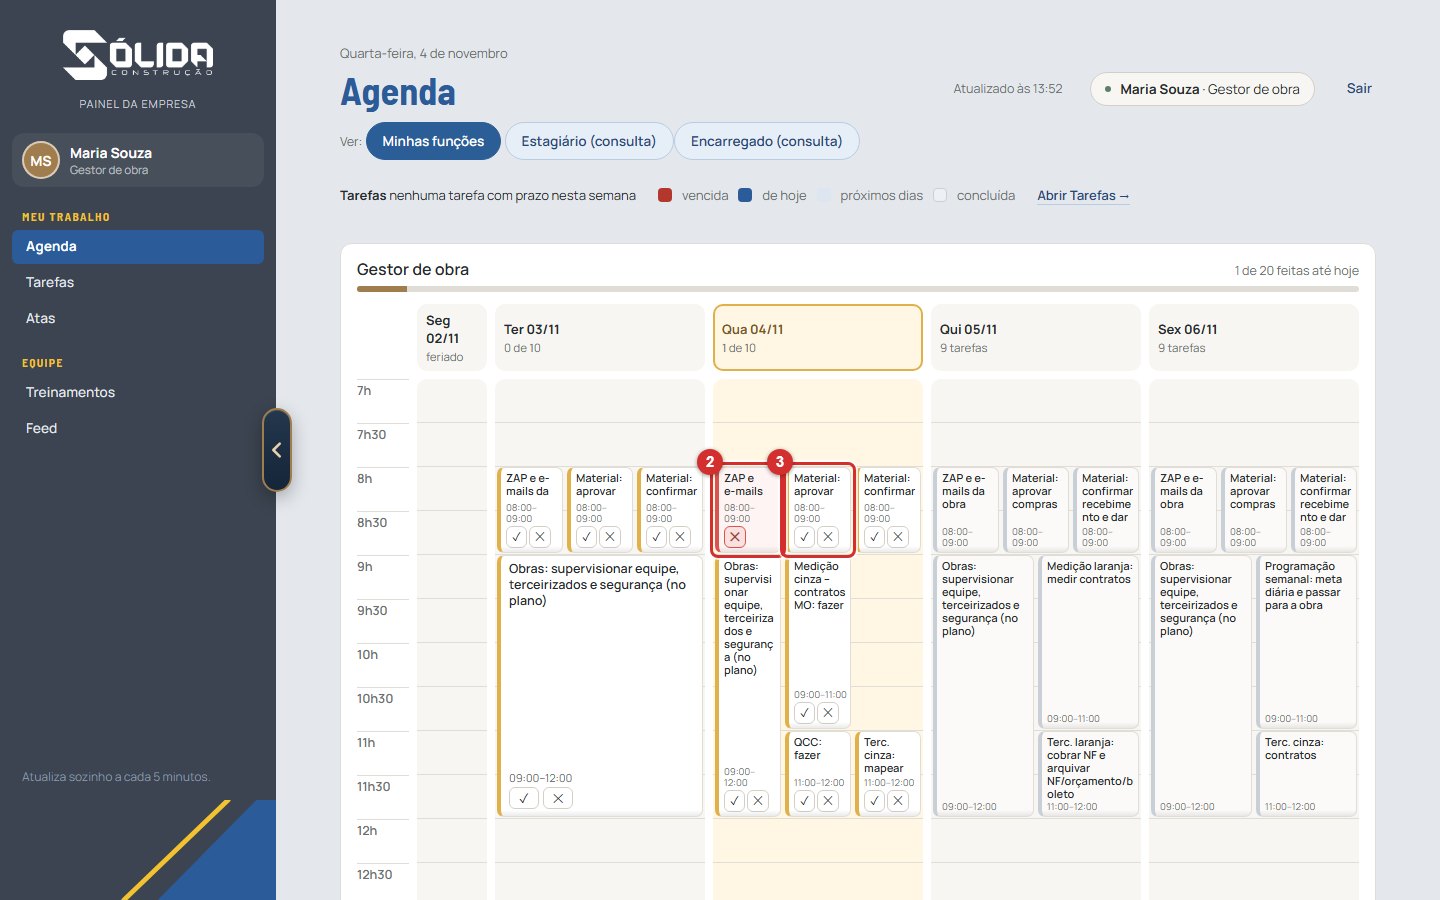 SÓLIDA
CONSTRUÇÃO
PAINEL DA EMPRESA
MS
Maria Souza
Gestor de obra
MEU TRABALHO
Agenda
Tarefas
Atas
EQUIPE
Treinamentos
Feed
Atualiza sozinho a cada 5 minutos.
Quarta-feira, 4 de novembro
Agenda
Atualizado às 13:52
Maria Souza · Gestor de obra
Sair
Ver:
Minhas funções
Estagiário (consulta)
Encarregado (consulta)
Tarefas nenhuma tarefa com prazo nesta semana
vencida
de hoje
próximos dias
concluída
Abrir Tarefas →
Gestor de obra
1 de 20 feitas até hoje
Seg
02/11
feriado
Ter 03/11
0 de 10
Qua 04/11
1 de 10
Qui 05/11
9 tarefas
Sex 06/11
9 tarefas
7h
7h30
8h
8h30
9h
9h30
10h
10h30
11h
11h30
12h
12h30
ZAP e e-
mails da
08:00–
09:00
Material:
aprovar
08:00–
09:00
Material:
confirmar
08:00–
09:00
Obras: supervisionar equipe,
terceirizados e segurança (no
plano)
09:00–12:00
2
ZAP e
e-mails
08:00–
09:00
3
Material:
aprovar
08:00–
09:00
Material:
confirmar
08:00–
09:00
Obras:
supervisi
onar
equipe,
terceiriza
dos e
seguranç
a (no
plano)
09:00–
12:00
Medição
cinza –
contratos
MO: fazer
09:00–11:00
QCC:
fazer
11:00–12:00
Terc.
cinza:
mapear
11:00–12:00
ZAP e e-
mails da
obra
08:00–
09:00
Material:
aprovar
compras
08:00–
09:00
Material:
confirmar
recebime
nto e dar
08:00–
09:00
Obras:
supervisionar
equipe,
terceirizados e
segurança (no
plano)
09:00–12:00
Medição laranja:
medir contratos
09:00–11:00
Terc. laranja:
cobrar NF e
arquivar
NF/orçamento/b
oleto
11:00–12:00
ZAP e e-
mails da
obra
08:00–
09:00
Material:
aprovar
compras
08:00–
09:00
Material:
confirmar
recebime
nto e dar
08:00–
09:00
Obras:
supervisionar
equipe,
terceirizados e
segurança (no
plano)
09:00–12:00
Programação
semanal: meta
diária e passar
para a obra
09:00–11:00
Terc. cinza:
contratos
11:00–12:00